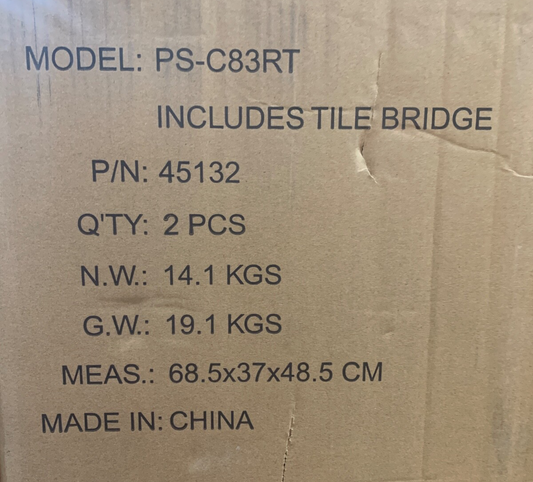 MODEL: PS-C83RT
INCLUDES TILE BRIDGE
P/N: 45132
Q'TY: 2 PCS
N.W.: 14.1 KGS
G.W.: 19.1 KGS
MEAS.: 68.5x37x48.5 CM
MADE IN: CHINA